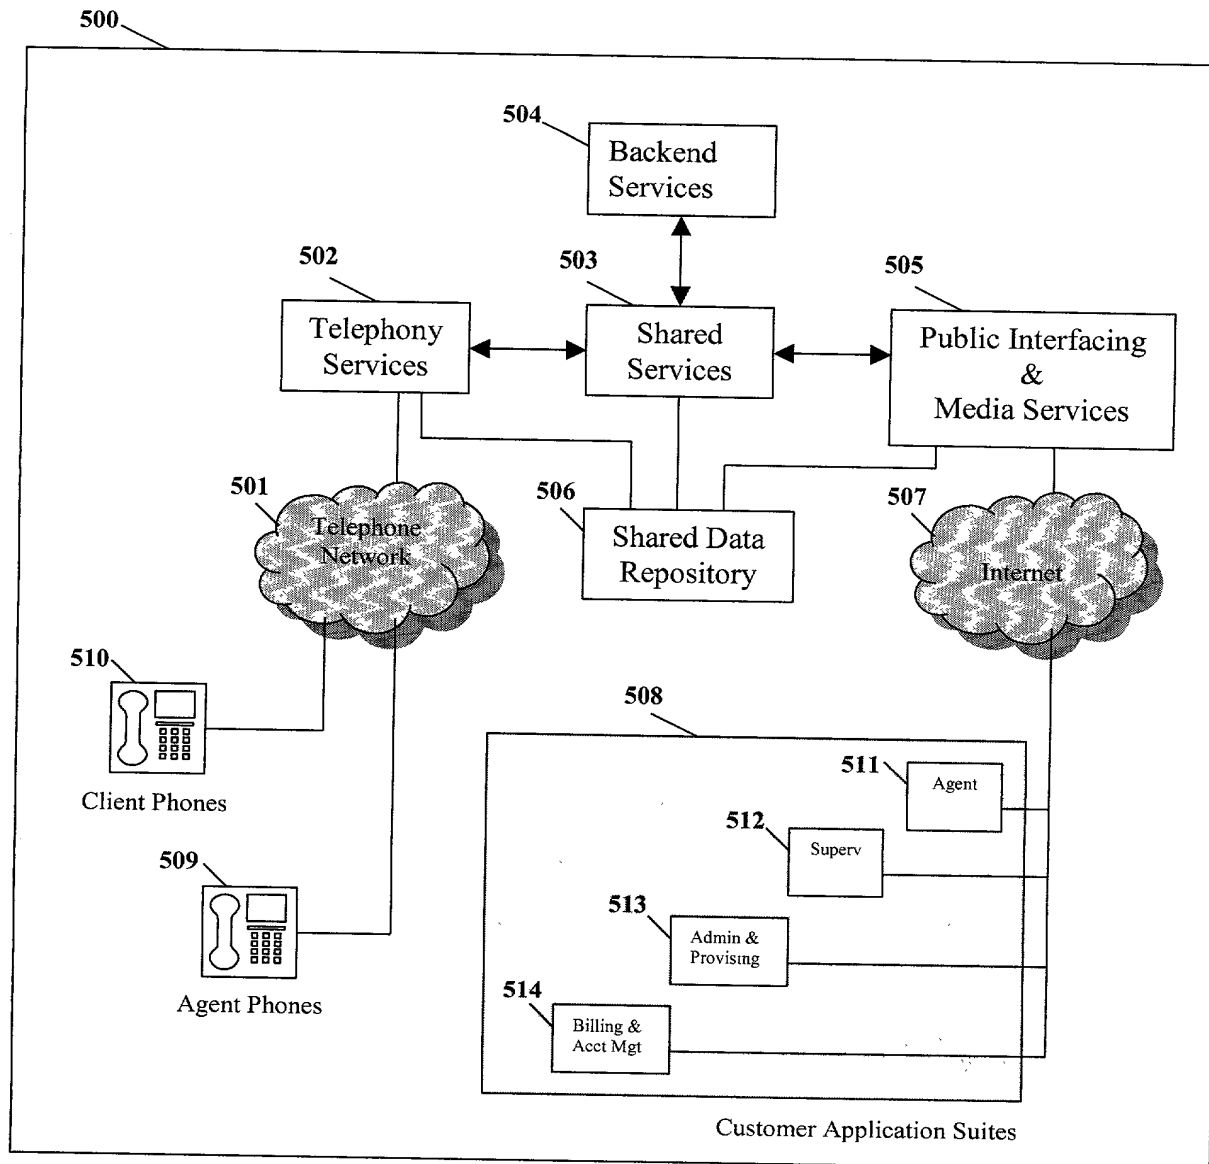 500
504
Backend
Services
502
503
505
Telephony
Services
Shared
Services
Public Interfacing
&
Media Services
501
Telephone
Network
506
Shared Data
Repository
507
Internet
510
Client Phones
508
511
Agent
512
Superv
509
Agent Phones
513
Admin &
Provising
514
Billing &
Acct Mgt
Customer Application Suites